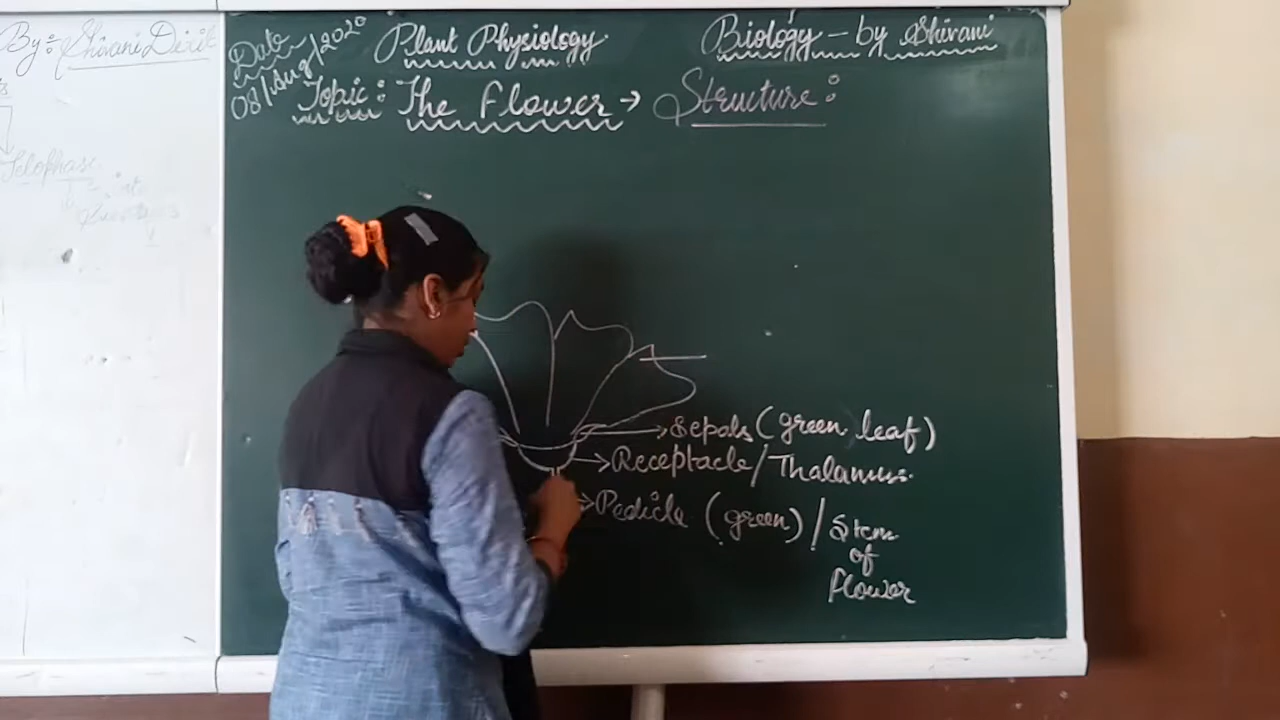 By:- Shivani Dixit
Telophase
Date
08/Aug/2020
Plant Physiology
Biology - by Shivani
Topic: The Flower → Structure:
Sepals (green leaf)
Receptacle/Thalamus.
Pedicle (green) / Stem
of
flower